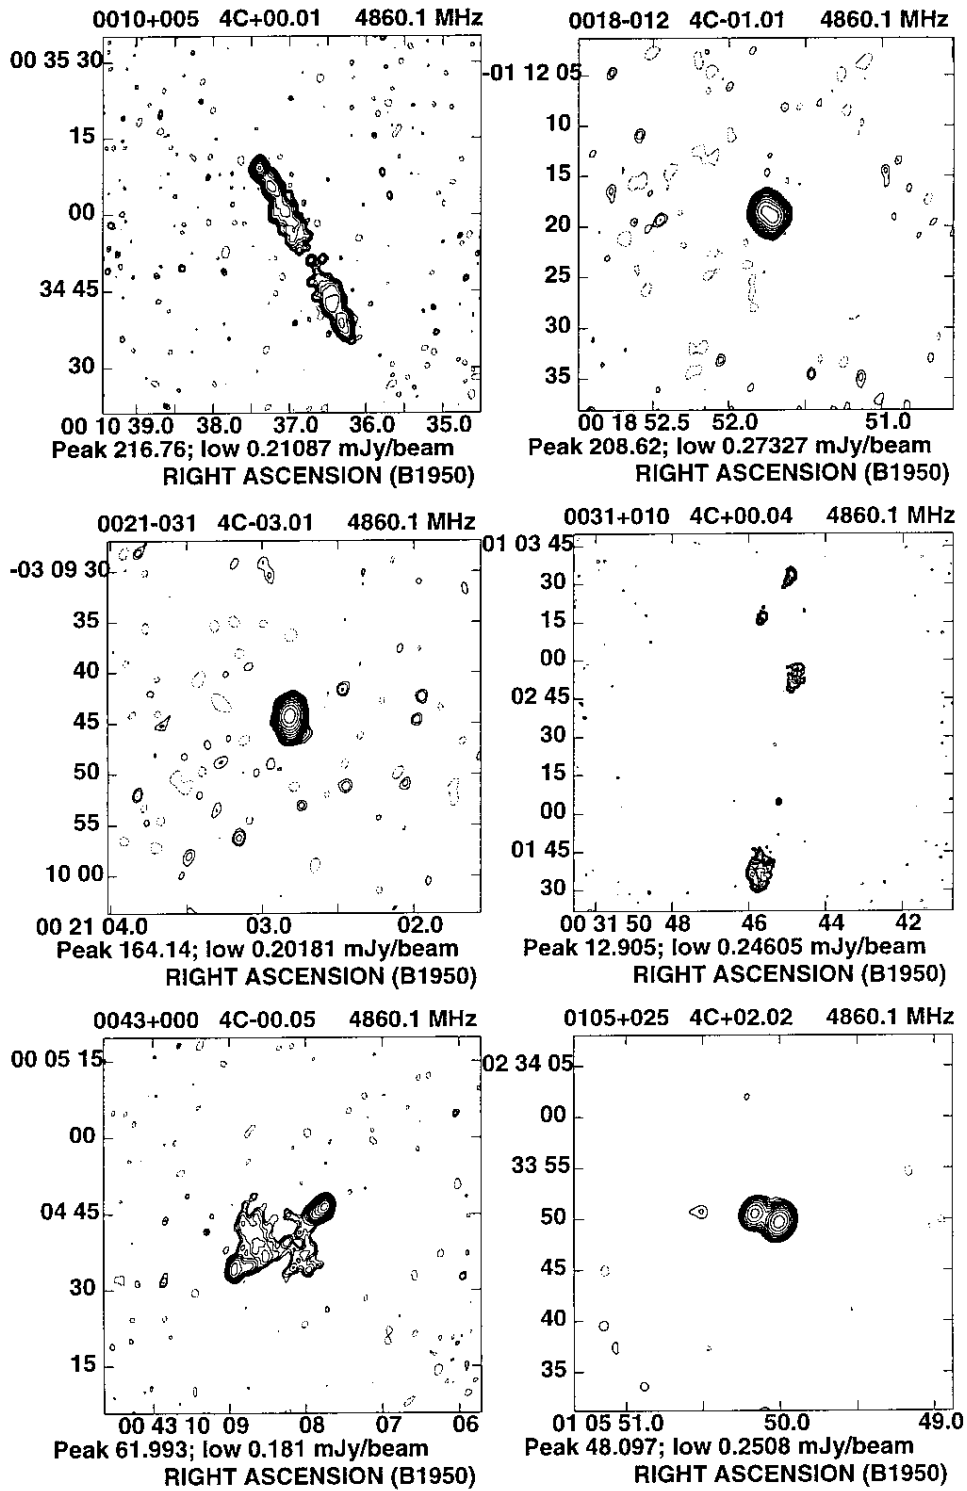 0010+005 4C+00.01 4860.1 MHz
00 35 30
15
00
34 45
30
00 10 39.0 38.0 37.0 36.0 35.0
Peak 216.76; low 0.21087 mJy/beam
RIGHT ASCENSION (B1950)
0018-012 4C-01.01 4860.1 MHz
-01 12 05
10
15
20
25
30
35
00 18 52.5 52.0 51.0
Peak 208.62; low 0.27327 mJy/beam
RIGHT ASCENSION (B1950)
0021-031 4C-03.01 4860.1 MHz
-03 09 30
35
40
45
50
55
10 00
00 21 04.0 03.0 02.0
Peak 164.14; low 0.20181 mJy/beam
RIGHT ASCENSION (B1950)
0031+010 4C+00.04 4860.1 MHz
01 03 45
30
15
00
02 45
30
15
00
01 45
30
00 31 50 48 46 44 42
Peak 12.905; low 0.24605 mJy/beam
RIGHT ASCENSION (B1950)
0043+000 4C-00.05 4860.1 MHz
00 05 15
00
04 45
30
15
00 43 10 09 08 07 06
Peak 61.993; low 0.181 mJy/beam
RIGHT ASCENSION (B1950)
0105+025 4C+02.02 4860.1 MHz
02 34 05
00
33 55
50
45
40
35
01 05 51.0 50.0 49.0
Peak 48.097; low 0.2508 mJy/beam
RIGHT ASCENSION (B1950)